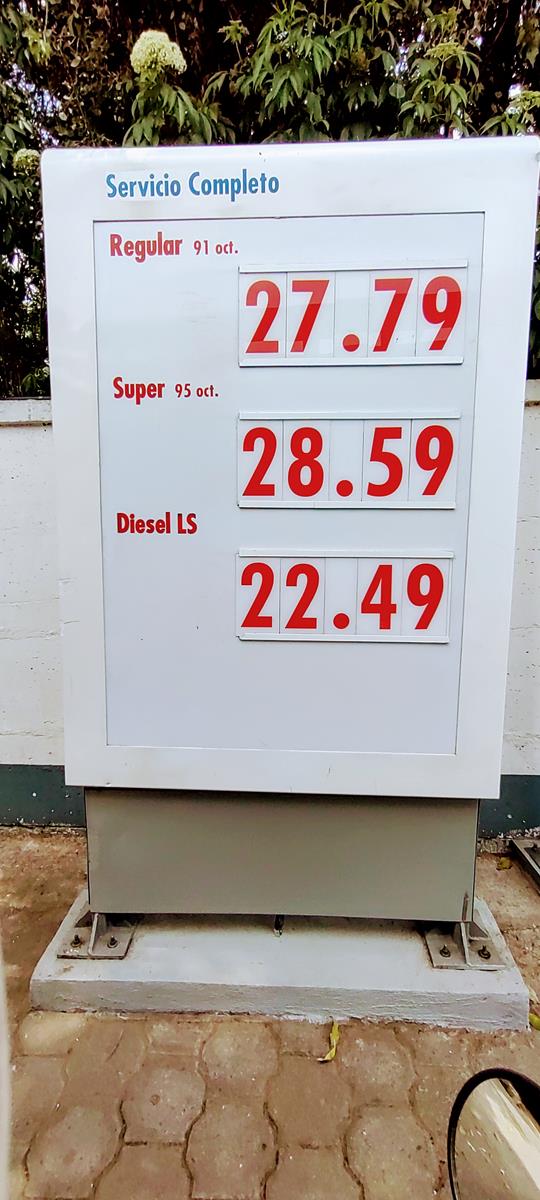 Servicio Completo
Regular 91 oct.
27.79
Super 95 oct.
28.59
Diesel LS
22.49